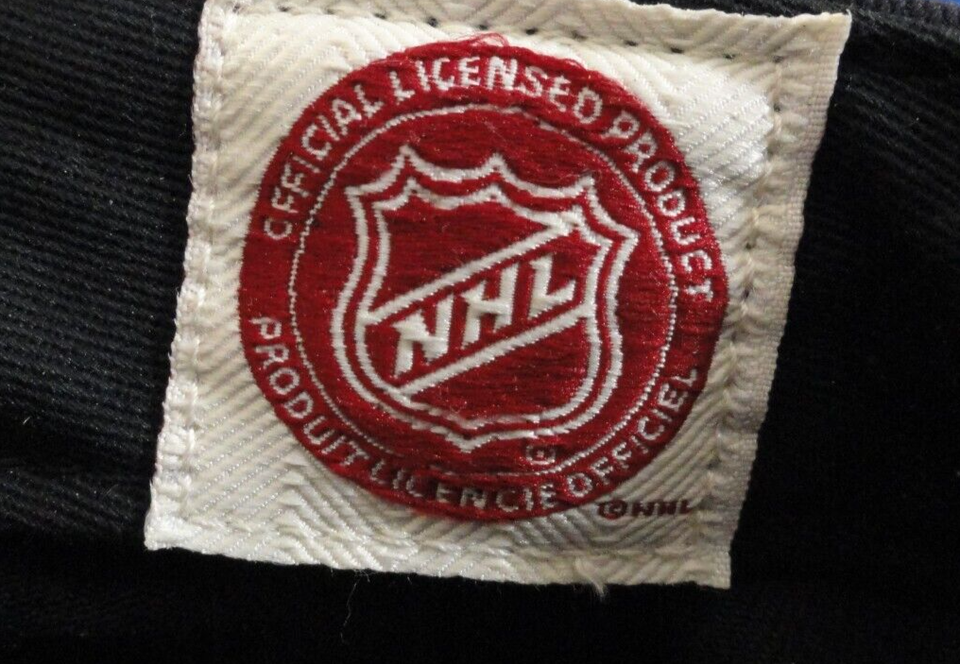 OFFICIAL LICENSED PRODUCT
NHL
©
PRODUIT LICENCIE OFFICIEL
©NHL